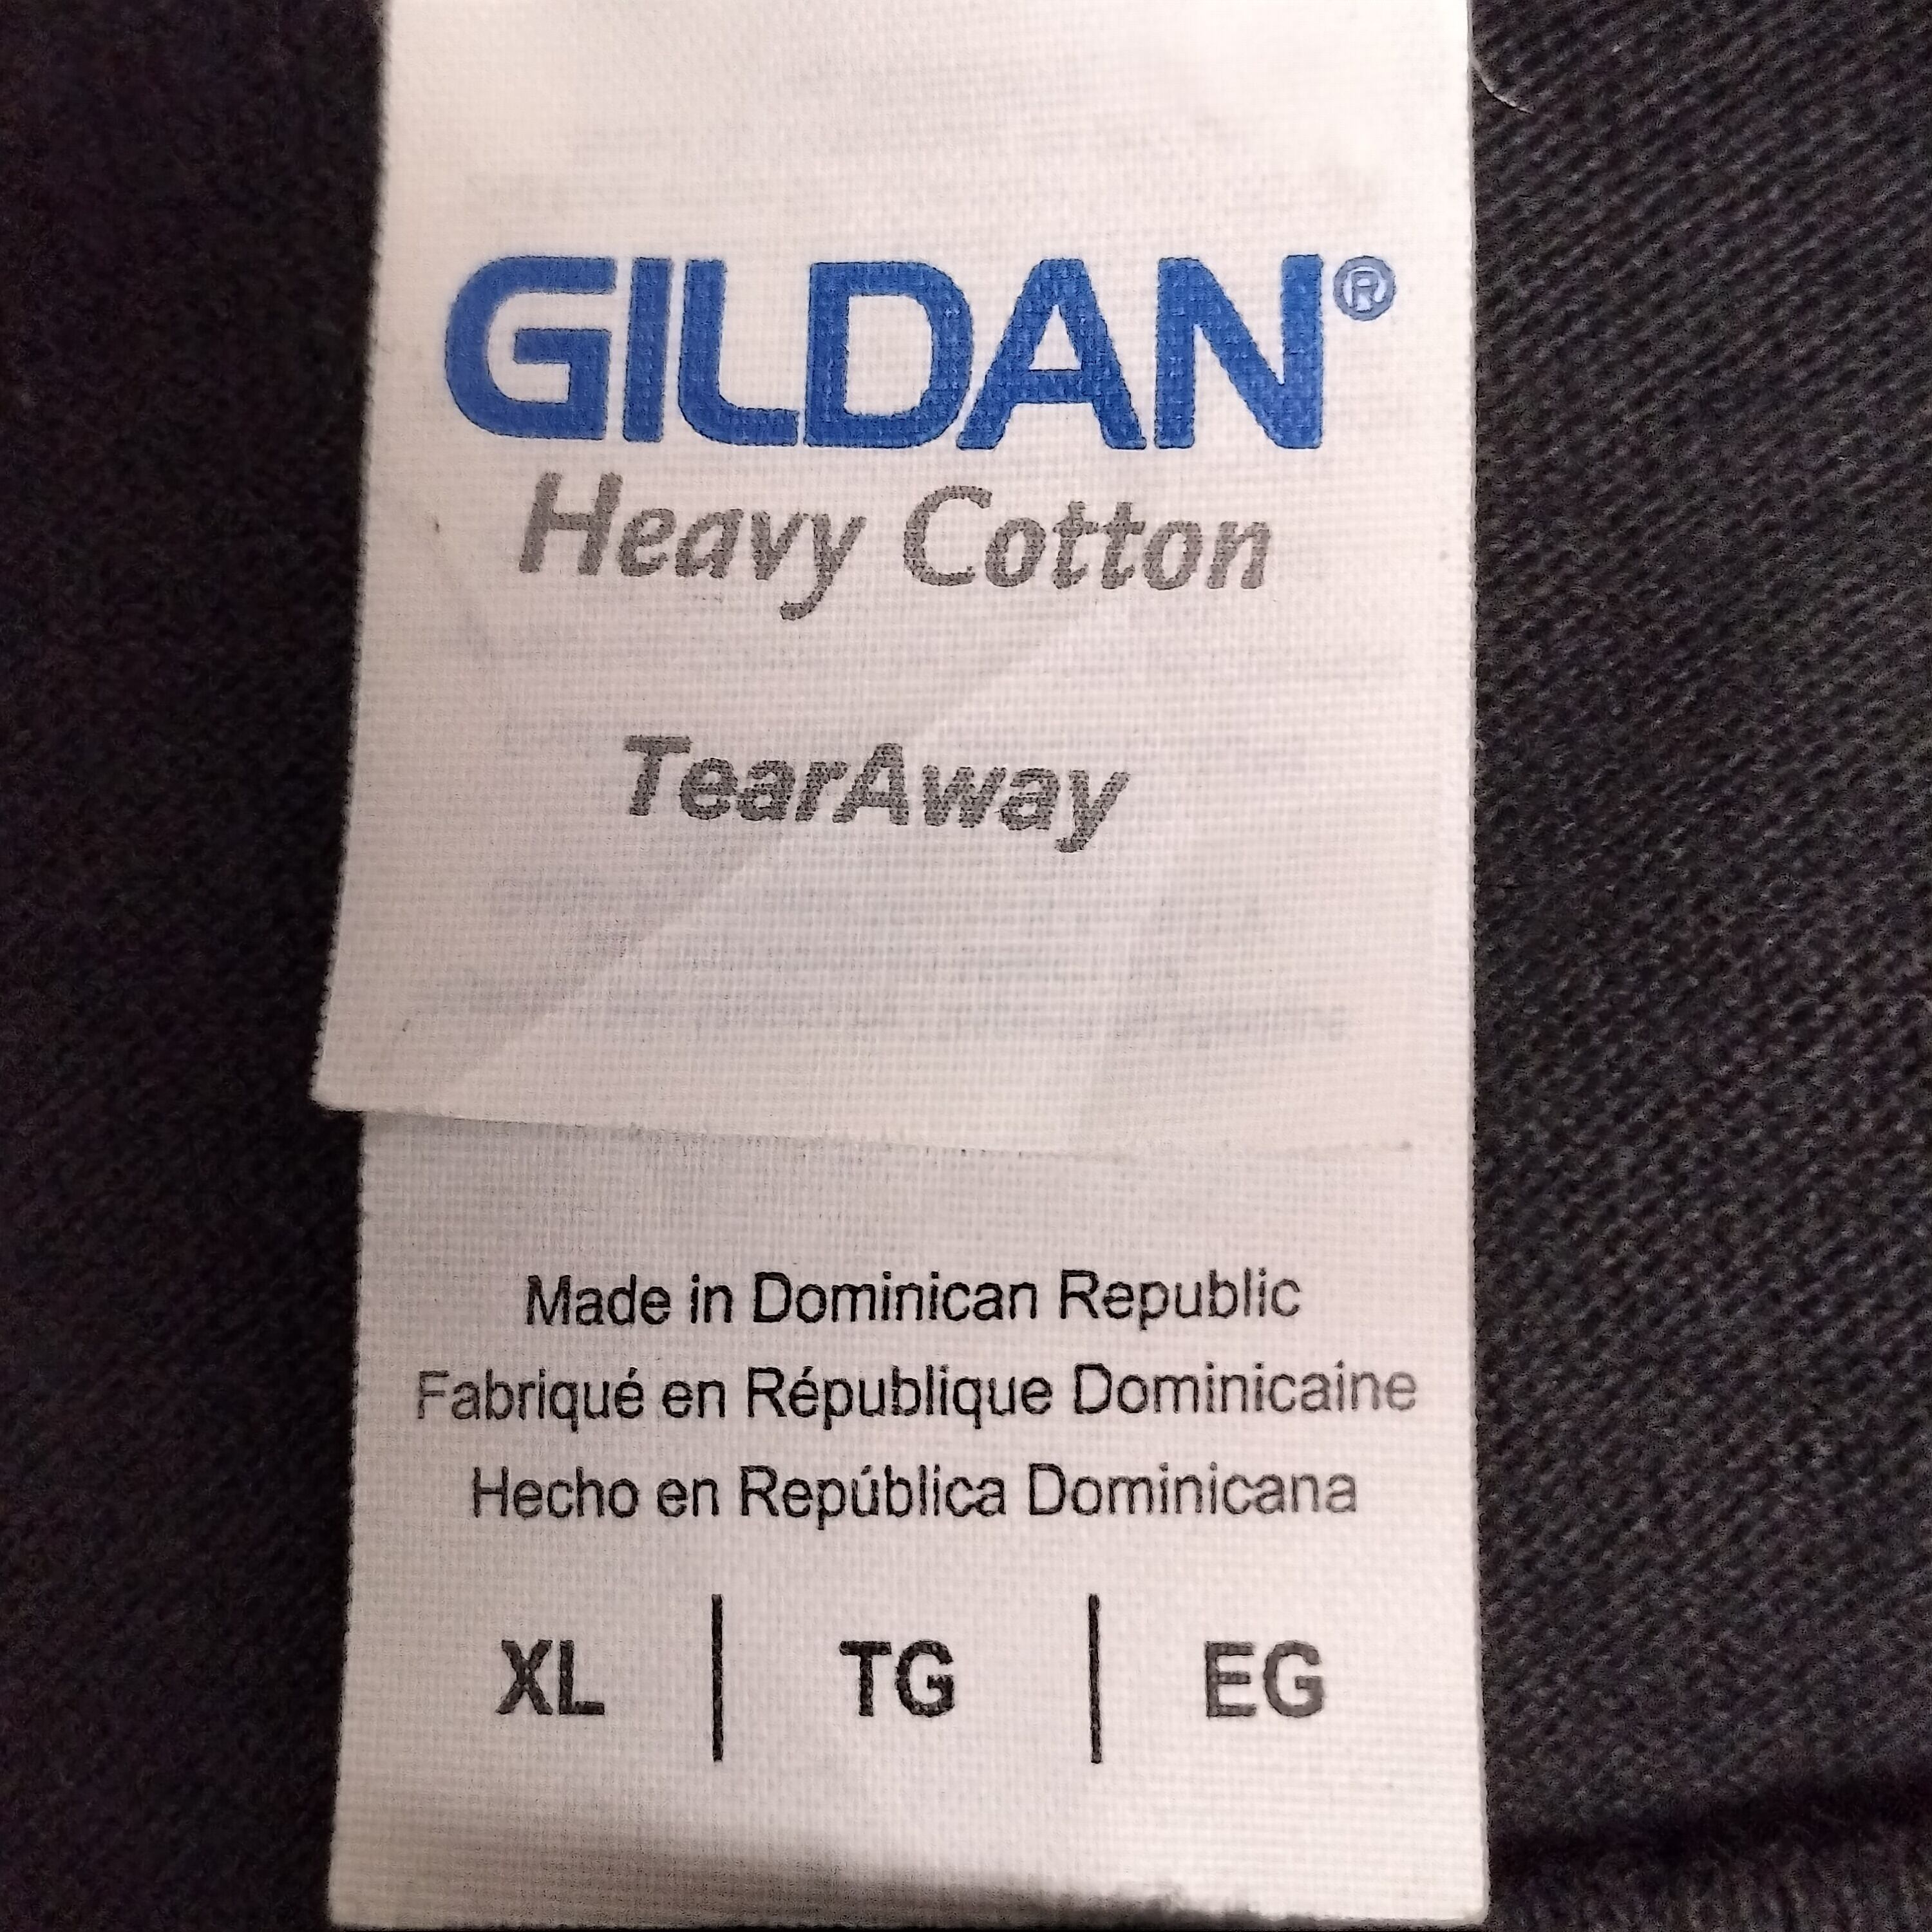 GILDAN®
Heavy Cotton
TearAway
Made in Dominican Republic
Fabriqué en République Dominicaine
Hecho en República Dominicana
XL | TG | EG